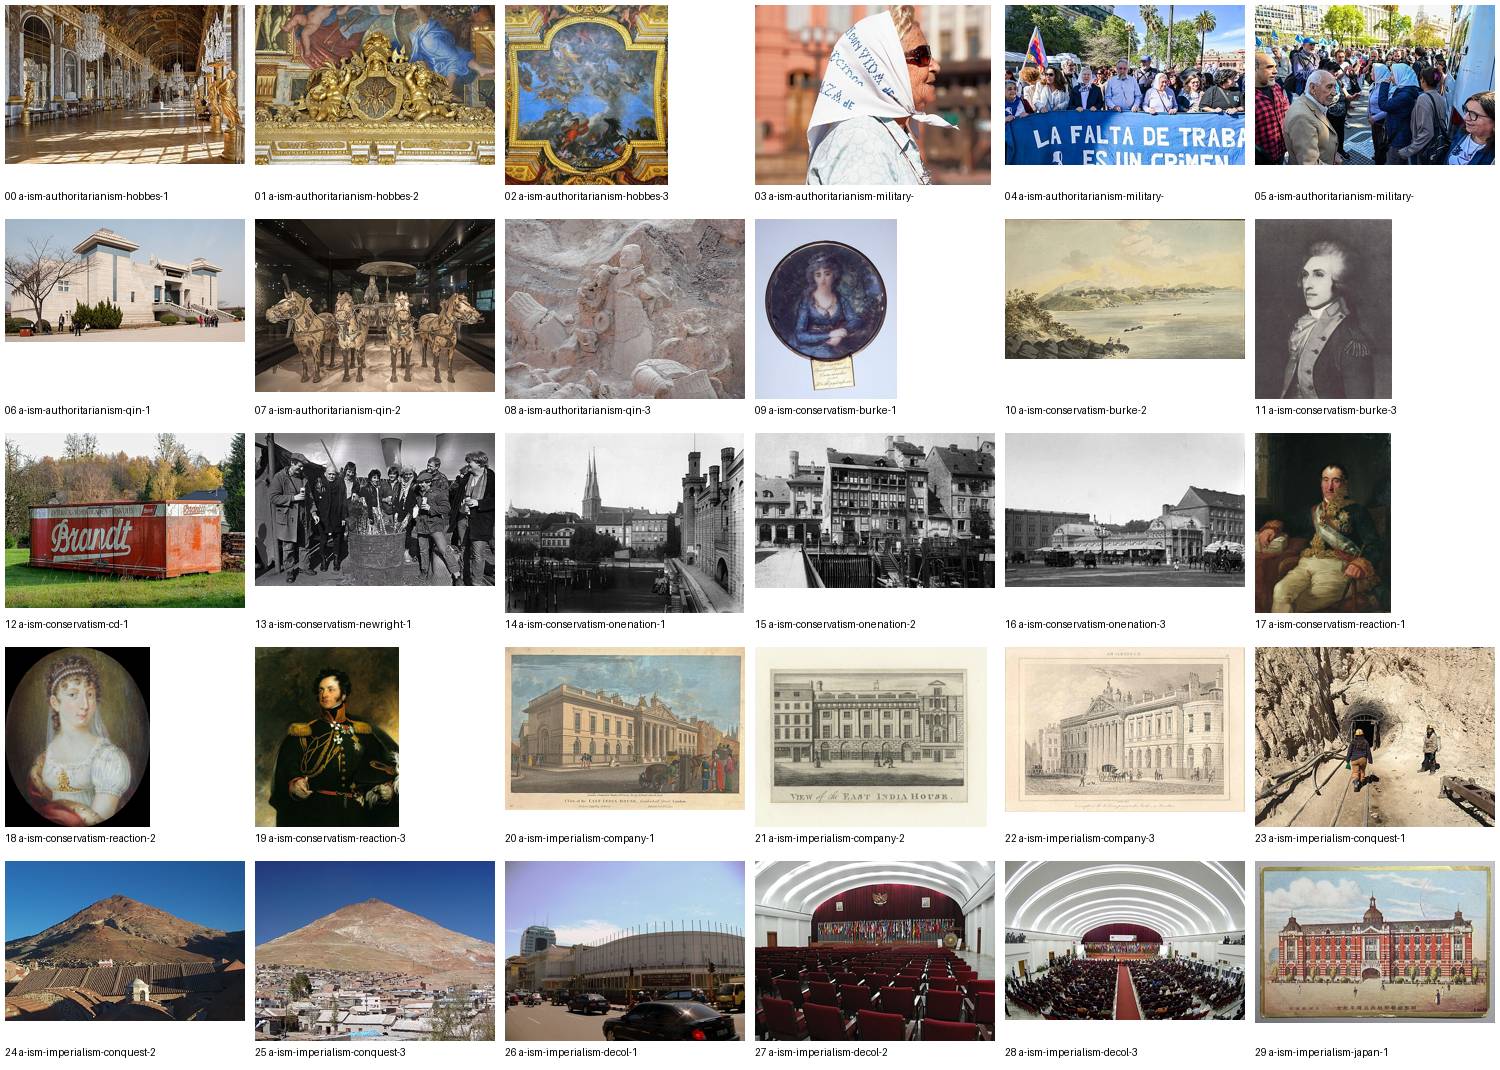 00 a-ism-authoritarianism-hobbes-1
01 a-ism-authoritarianism-hobbes-2
02 a-ism-authoritarianism-hobbes-3
03 a-ism-authoritarianism-military-
LA FALTA DE TRABA
ES UN CRIMEN
04 a-ism-authoritarianism-military-
05 a-ism-authoritarianism-military-
06 a-ism-authoritarianism-qin-1
07 a-ism-authoritarianism-qin-2
08 a-ism-authoritarianism-qin-3
09 a-ism-conservatism-burke-1
10 a-ism-conservatism-burke-2
11 a-ism-conservatism-burke-3
Brandt
12 a-ism-conservatism-cd-1
13 a-ism-conservatism-newright-1
14 a-ism-conservatism-onenation-1
15 a-ism-conservatism-onenation-2
16 a-ism-conservatism-onenation-3
17 a-ism-conservatism-reaction-1
18 a-ism-conservatism-reaction-2
19 a-ism-conservatism-reaction-3
View of the EAST INDIA HOUSE,
20 a-ism-imperialism-company-1
VIEW of the EAST INDIA HOUSE.
21 a-ism-imperialism-company-2
22 a-ism-imperialism-company-3
23 a-ism-imperialism-conquest-1
24 a-ism-imperialism-conquest-2
25 a-ism-imperialism-conquest-3
26 a-ism-imperialism-decol-1
27 a-ism-imperialism-decol-2
28 a-ism-imperialism-decol-3
29 a-ism-imperialism-japan-1